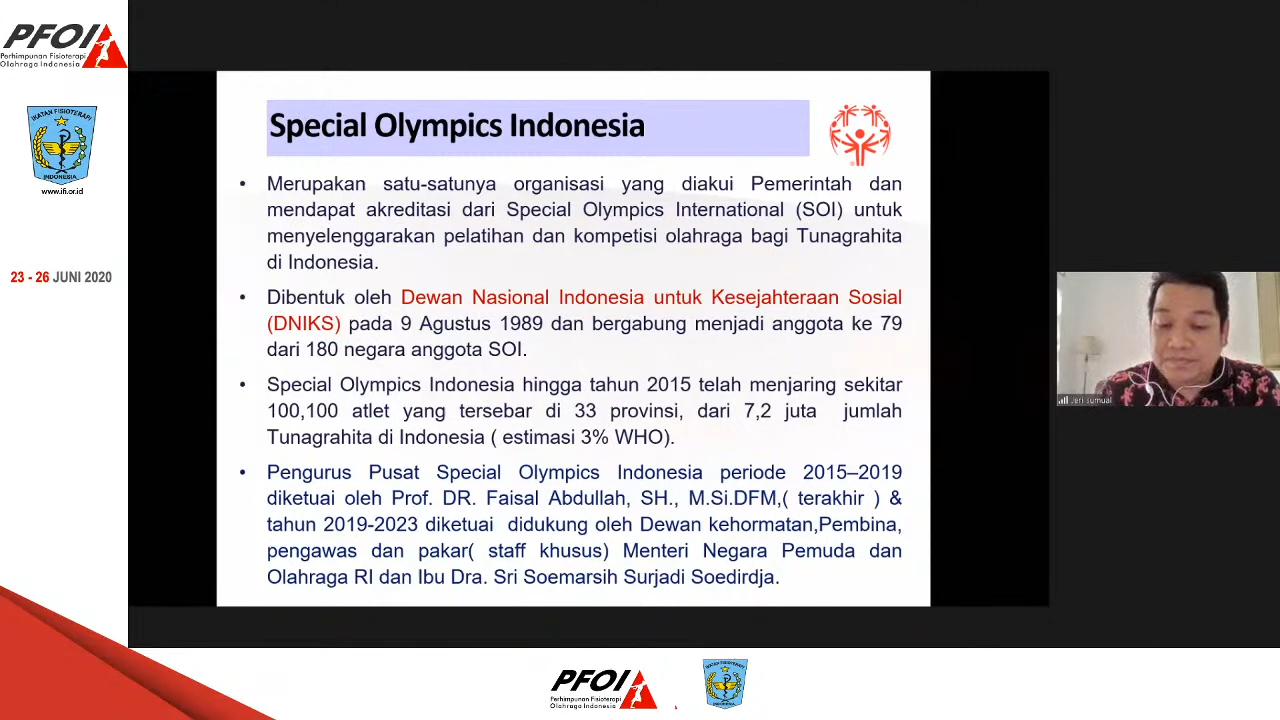 PFOI
Perhimpunan Fisioterapi
Olahraga Indonesia
IKATAN FISIOTERAPI
INDONESIA
www.ifi.or.id
23 - 26 JUNI 2020
Special Olympics Indonesia
• Merupakan satu-satunya organisasi yang diakui Pemerintah dan
mendapat akreditasi dari Special Olympics International (SOI) untuk
menyelenggarakan pelatihan dan kompetisi olahraga bagi Tunagrahita
di Indonesia.
• Dibentuk oleh Dewan Nasional Indonesia untuk Kesejahteraan Sosial
(DNIKS) pada 9 Agustus 1989 dan bergabung menjadi anggota ke 79
dari 180 negara anggota SOI.
• Special Olympics Indonesia hingga tahun 2015 telah menjaring sekitar
100,100 atlet yang tersebar di 33 provinsi, dari 7,2 juta jumlah
Tunagrahita di Indonesia ( estimasi 3% WHO).
• Pengurus Pusat Special Olympics Indonesia periode 2015–2019
diketuai oleh Prof. DR. Faisal Abdullah, SH., M.Si.DFM,( terakhir ) &
tahun 2019-2023 diketuai didukung oleh Dewan kehormatan,Pembina,
pengawas dan pakar( staff khusus) Menteri Negara Pemuda dan
Olahraga RI dan Ibu Dra. Sri Soemarsih Surjadi Soedirdja.
Jeri sumual
PFOI
Perhimpunan Fisioterapi
Olahraga Indonesia
IKATAN FISIOTERAPI
INDONESIA